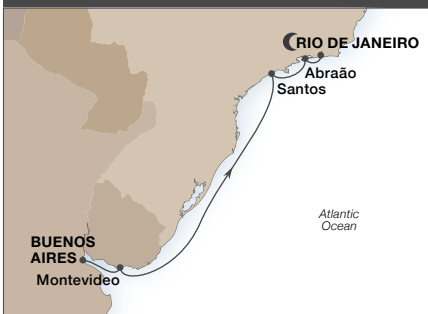 RIO DE JANEIRO
Abraão
Santos
Atlantic
Ocean
BUENOS
AIRES
Montevideo